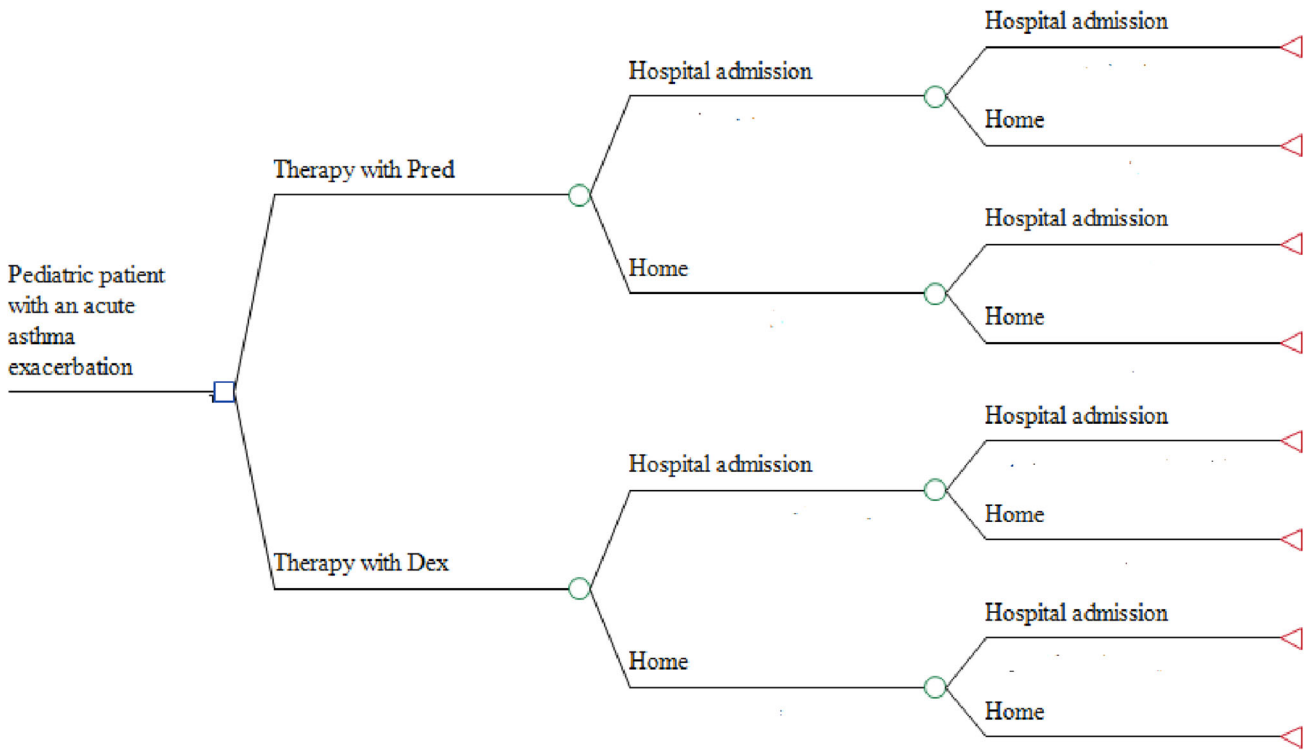 Hospital admission
Hospital admission
Home
Therapy with Pred
Hospital admission
Home
Home
Pediatric patient
with an acute
asthma
exacerbation
Hospital admission
Hospital admission
Home
Therapy with Dex
Hospital admission
Home
Home